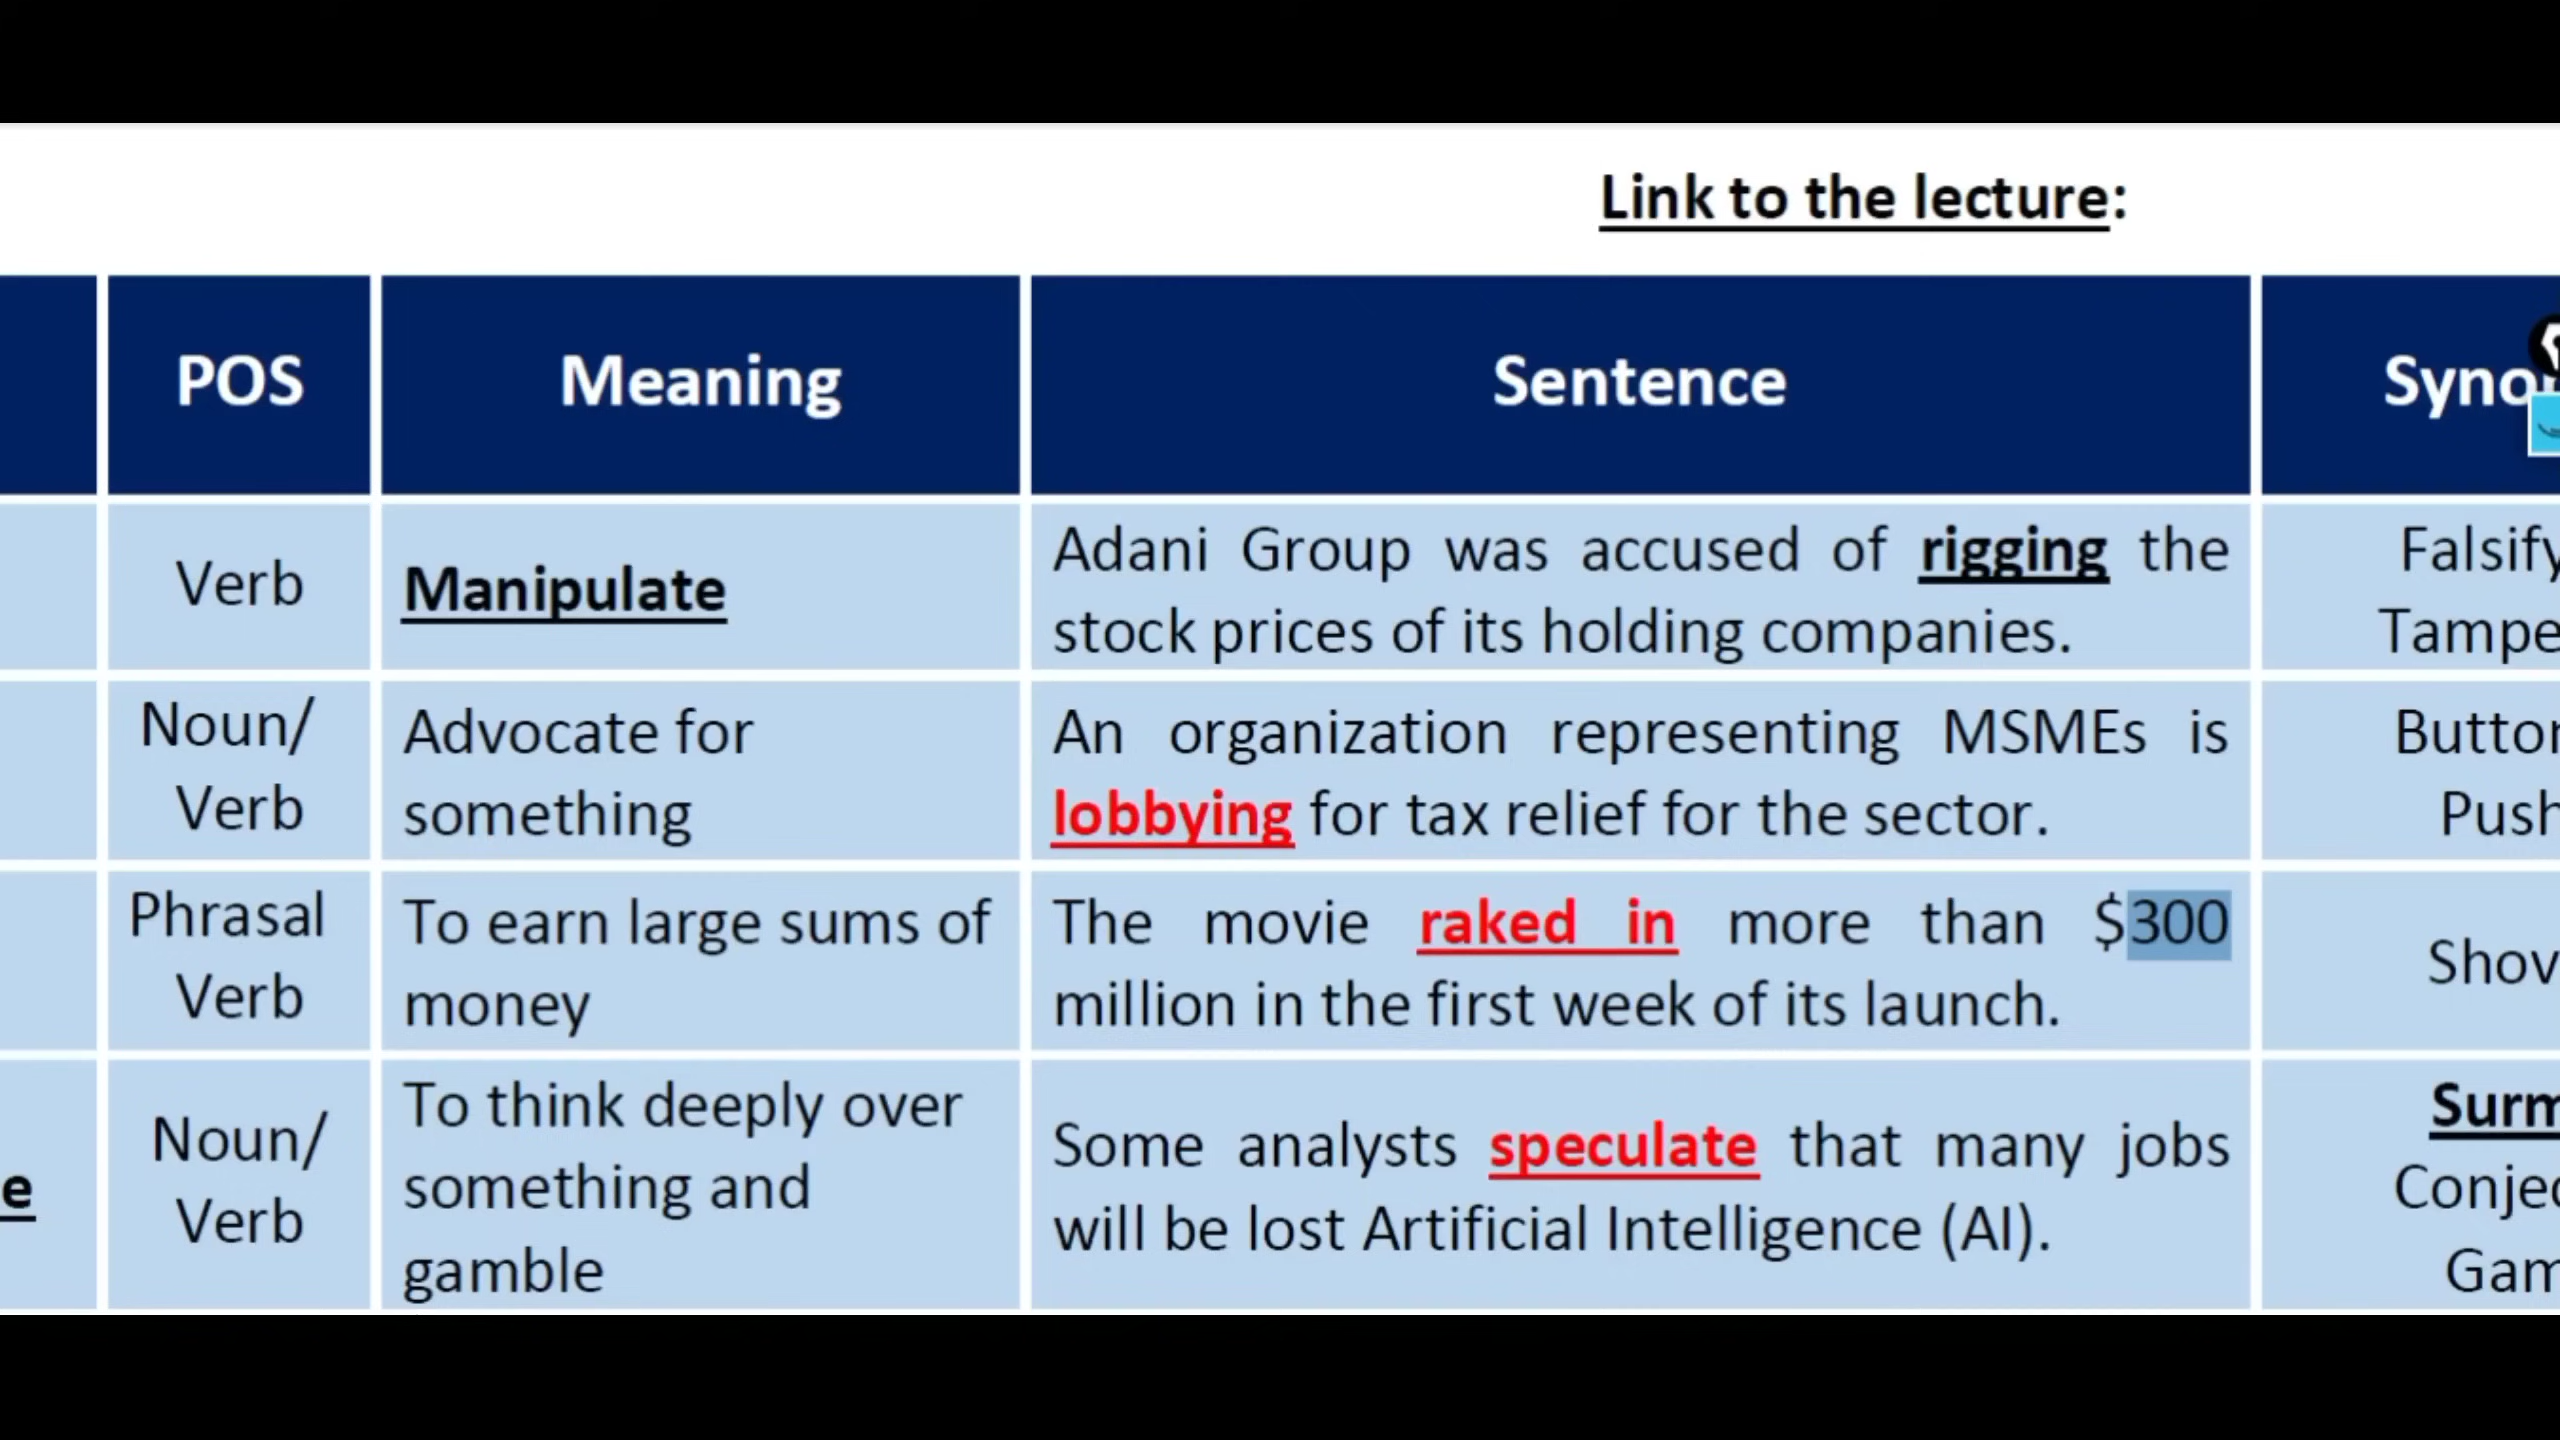 Link to the lecture:
POS
Meaning
Sentence
Verb
Manipulate
Adani Group was accused of rigging the
stock prices of its holding companies.
Falsify
Noun/
Verb
Advocate for
something
An organization representing MSMEs is
lobbying for tax relief for the sector.
Push
Phrasal
Verb
To earn large sums of
money
The movie raked in more than $300
million in the first week of its launch.
Noun/
Verb
To think deeply over
something and
gamble
Some analysts speculate that many jobs
will be lost Artificial Intelligence (AI).